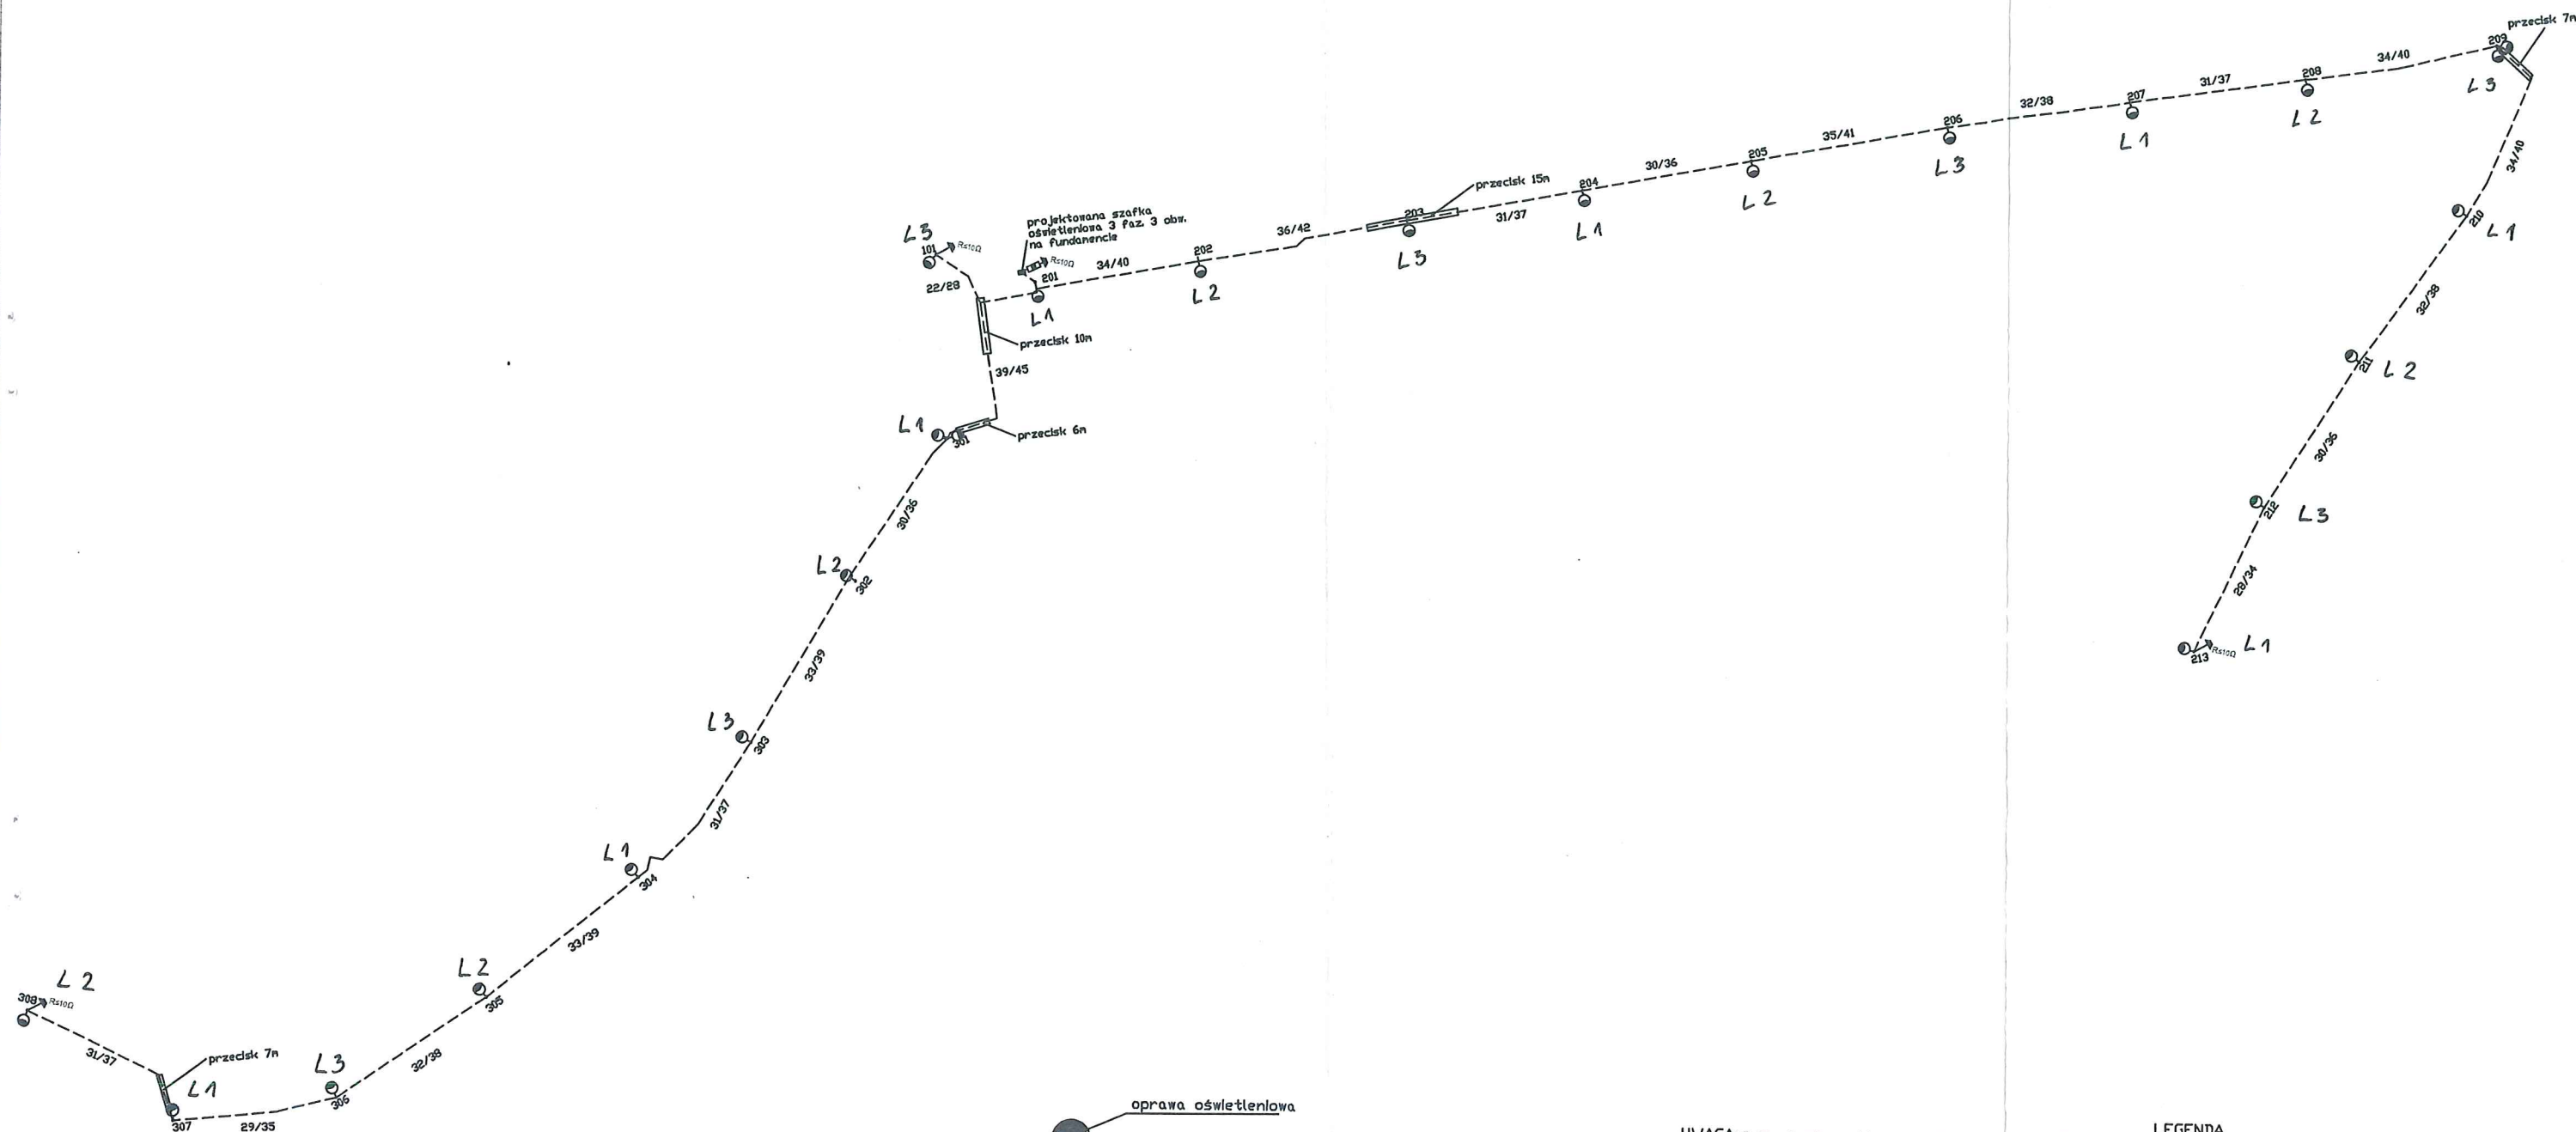 przecisk 7m
209
34/40
L3
208
31/37
L2
207
32/38
L1
206
35/41
L3
205
30/36
L2
204
31/37
L1
przecisk 15m
203
L3
36/42
202
34/40
L2
projektowana szafka
oświetleniowa 3 faz. 3 obw.
na fundamencie
R≤10Ω
201
L1
L3
101
R≤10Ω
22/28
przecisk 10m
39/45
L1
301
przecisk 6m
30/36
L2
302
33/39
L3
303
31/37
L1
304
33/39
L2
305
32/38
L3
306
29/35
307
L1
przecisk 7m
31/37
L2
308
R≤10Ω
34/40
210
L1
32/38
211
L2
30/36
212
L3
28/34
213
R≤10Ω
L1
oprawa oświetleniowa
UWAGA
LEGENDA